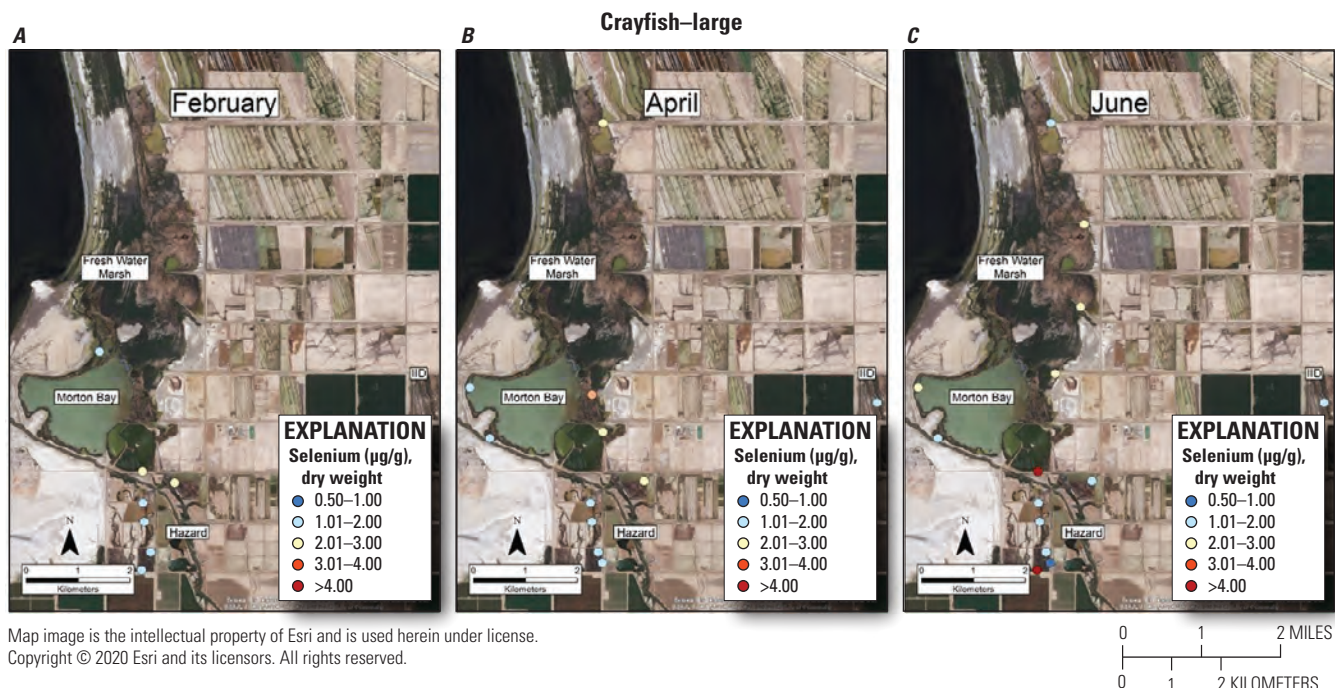 Crayfish–large
A
February
Fresh Water
Marsh
Morton Bay
IID
Hazard
N
0 1 2
Kilometers
EXPLANATION
Selenium (µg/g),
dry weight
0.50–1.00
1.01–2.00
2.01–3.00
3.01–4.00
>4.00
B
April
Fresh Water
Marsh
Morton Bay
IID
Hazard
N
0 1 2
Kilometers
EXPLANATION
Selenium (µg/g),
dry weight
0.50–1.00
1.01–2.00
2.01–3.00
3.01–4.00
>4.00
C
June
Fresh Water
Marsh
Morton Bay
IID
Hazard
N
0 1 2
Kilometers
EXPLANATION
Selenium (µg/g),
dry weight
0.50–1.00
1.01–2.00
2.01–3.00
3.01–4.00
>4.00
Map image is the intellectual property of Esri and is used herein under license.
Copyright © 2020 Esri and its licensors. All rights reserved.
0 1 2 MILES
0 1 2 KILOMETERS